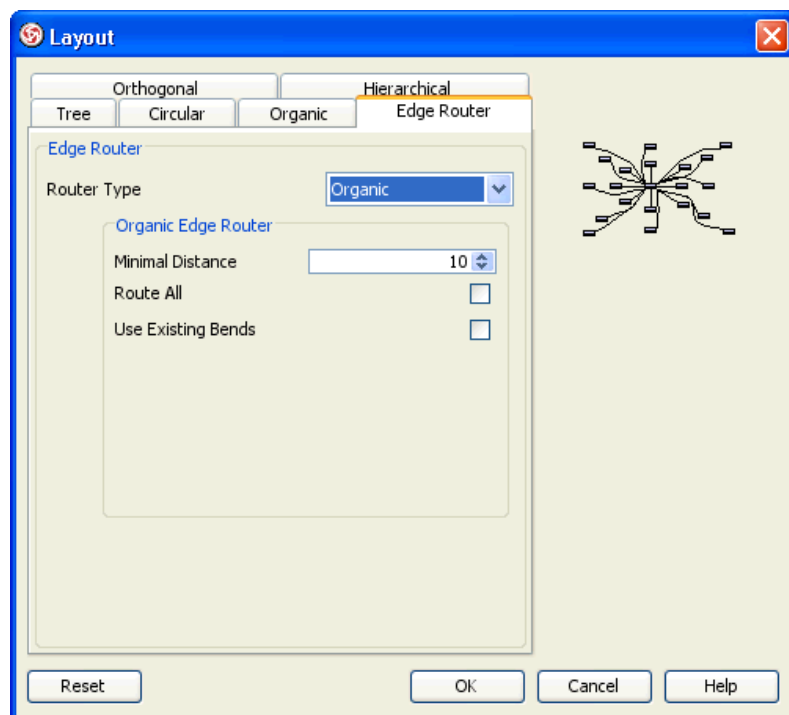 Layout
Orthogonal Hierarchical
Tree Circular Organic Edge Router
Edge Router
Router Type Organic
Organic Edge Router
Minimal Distance 10
Route All
Use Existing Bends
Reset OK Cancel Help